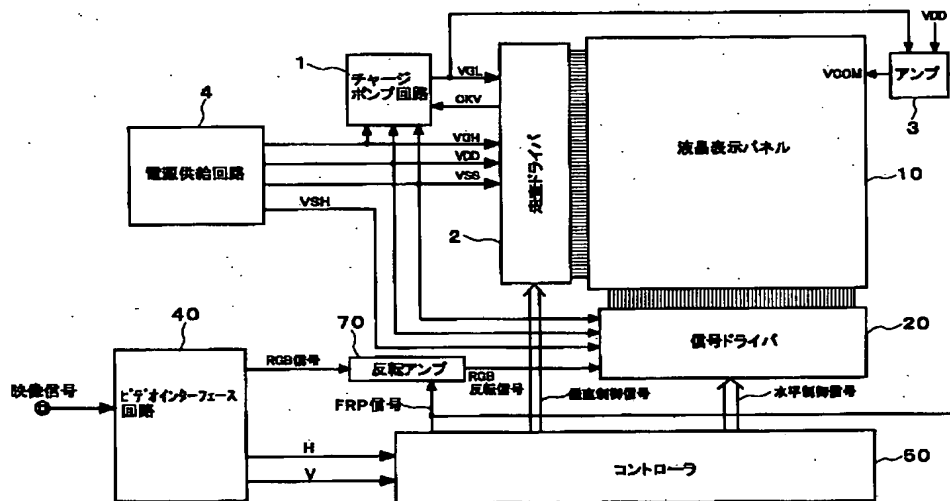 1
チャージ
ポンプ回路
VGL
CKV
4
電源供給回路
VGH
VDD
VSS
VSH
走査ドライバ
2
液晶表示パネル
10
VDD
VCOM
アンプ
3
40
ビデオインターフェース
回路
映像信号
RGB信号
70
反転アンプ
RGB
反転信号
FRP信号
信号ドライバ
20
垂直制御信号
水平制御信号
H
V
コントローラ
50